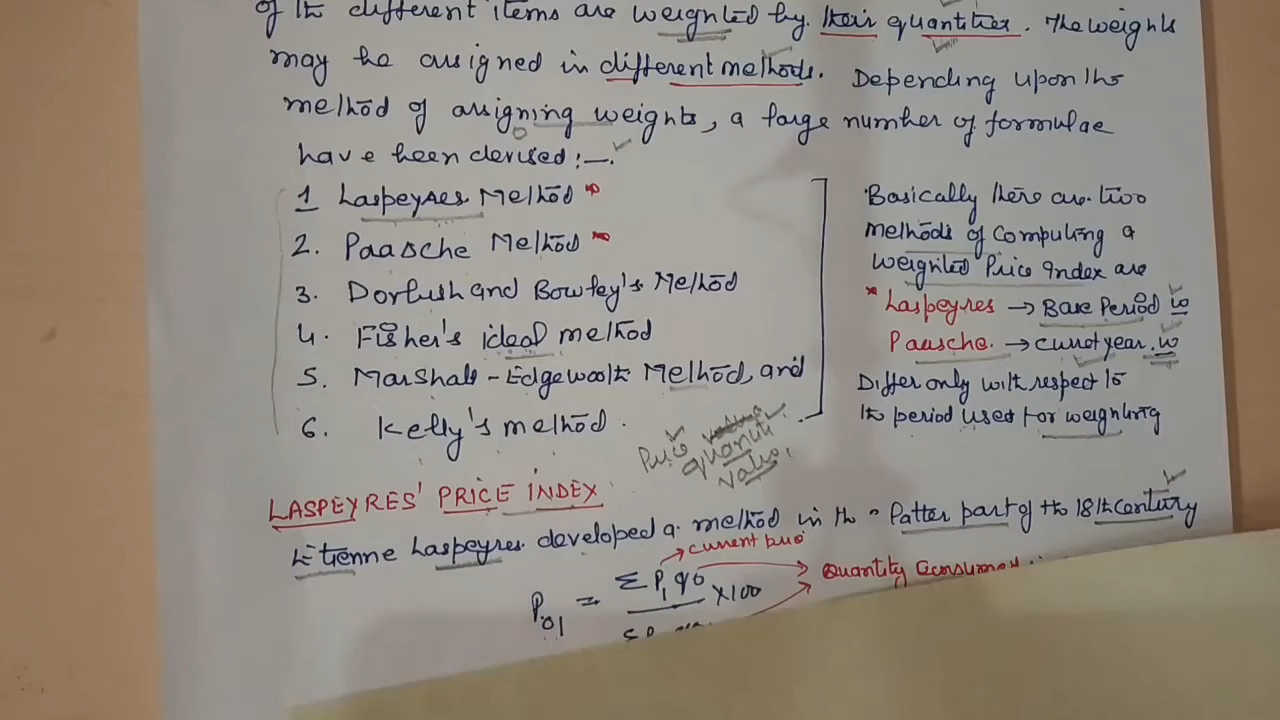 of the different items are weighted by their quantities. The weights
may be assigned in different methods. Depending upon the
method of assigning weights, a large number of formulae
have been devised :—.
1 Laspeyres Method *
2. Paasche Method *
3. Dorbush and Bowley's Method
4. Fisher's ideal method
5. Marshall - Edgewoolt Method, and
6. Kelly's method.
Basically there are two
methods of computing a
weighted Price Index are
* Laspeyres → Base Period w
Paasche. → current year. w
Differ only with respect to
the period used for weighting
Price
quantity
value.
LASPEYRES' PRICE INDEX
Etienne Laspeyres developed a method in the latter part of the 18th century
→ current price
P01 = Σ P1 q0 × 100
Quantity Consumed